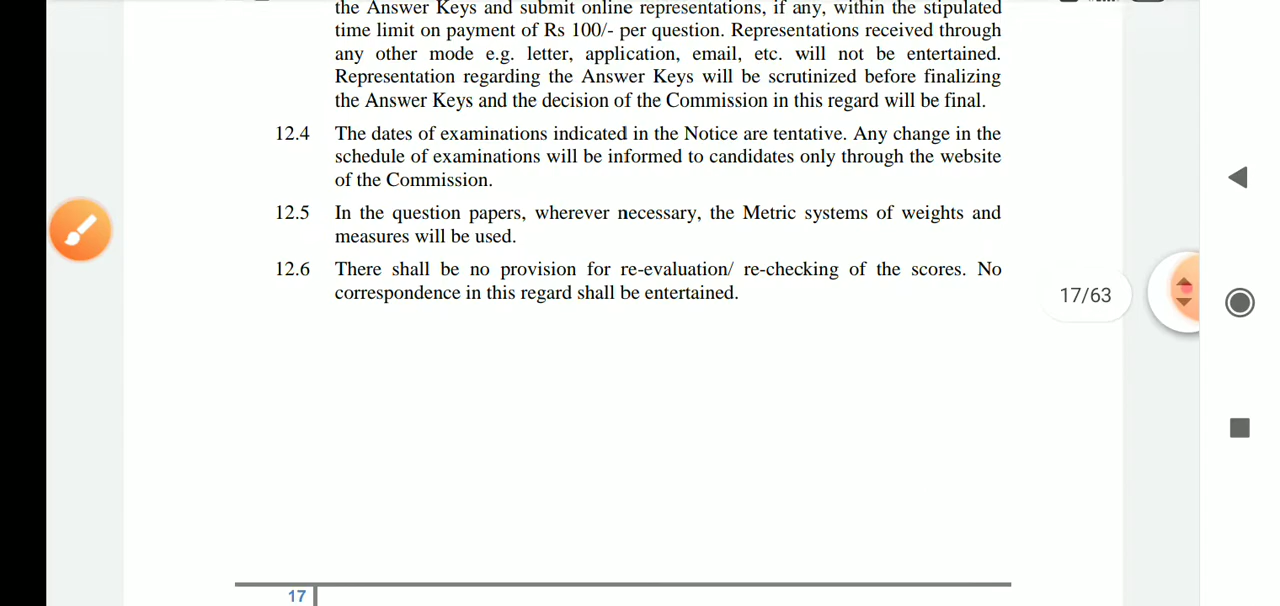 the Answer Keys and submit online representations, if any, within the stipulated
time limit on payment of Rs 100/- per question. Representations received through
any other mode e.g. letter, application, email, etc. will not be entertained.
Representation regarding the Answer Keys will be scrutinized before finalizing
the Answer Keys and the decision of the Commission in this regard will be final.
12.4 The dates of examinations indicated in the Notice are tentative. Any change in the
schedule of examinations will be informed to candidates only through the website
of the Commission.
12.5 In the question papers, wherever necessary, the Metric systems of weights and
measures will be used.
12.6 There shall be no provision for re-evaluation/ re-checking of the scores. No
correspondence in this regard shall be entertained.
17/63
17